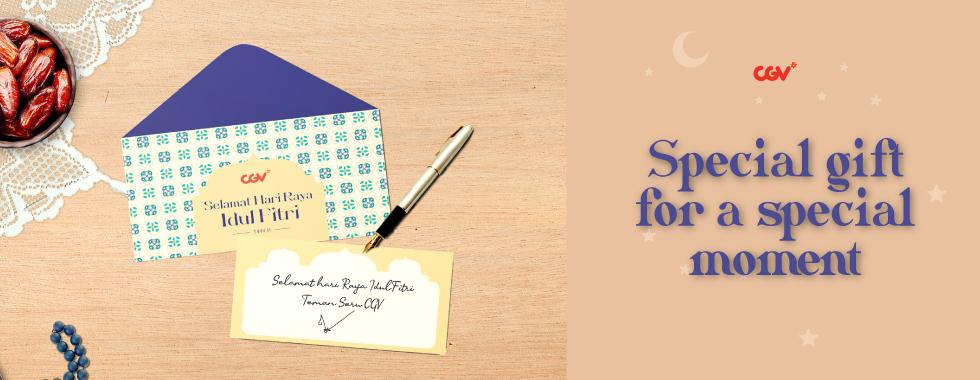 CGV
Selamat Hari Raya
Idul Fitri
Selamat hari Raya Idul Fitri
Teman Seru CGV
CGV
Special gift
for a special
moment